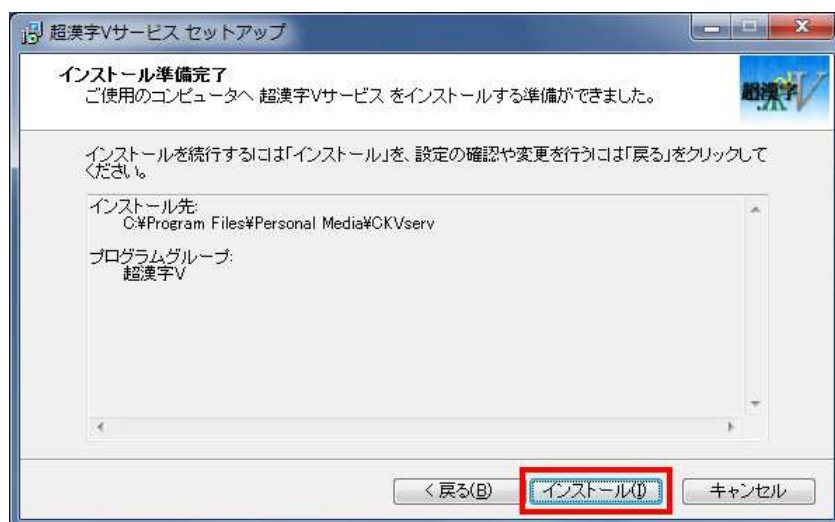 超漢字Vサービス セットアップ
インストール準備完了
ご使用のコンピュータへ 超漢字Vサービス をインストールする準備ができました。
超漢字V
インストールを続行するには「インストール」を、設定の確認や変更を行うには「戻る」をクリックして
ください。
インストール先:
C:¥Program Files¥Personal Media¥CKVserv
プログラムグループ:
超漢字V
< 戻る(B)
インストール(I)
キャンセル